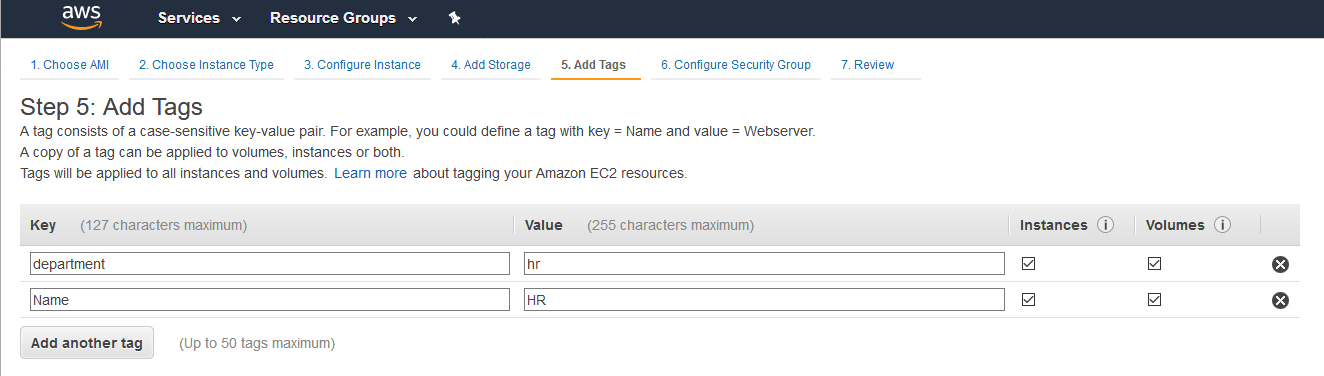 aws Services Resource Groups
1. Choose AMI 2. Choose Instance Type 3. Configure Instance 4. Add Storage 5. Add Tags 6. Configure Security Group 7. Review
Step 5: Add Tags
A tag consists of a case-sensitive key-value pair. For example, you could define a tag with key = Name and value = Webserver.
A copy of a tag can be applied to volumes, instances or both.
Tags will be applied to all instances and volumes. Learn more about tagging your Amazon EC2 resources.
Key (127 characters maximum) Value (255 characters maximum) Instances i Volumes i
department hr
Name HR
Add another tag (Up to 50 tags maximum)